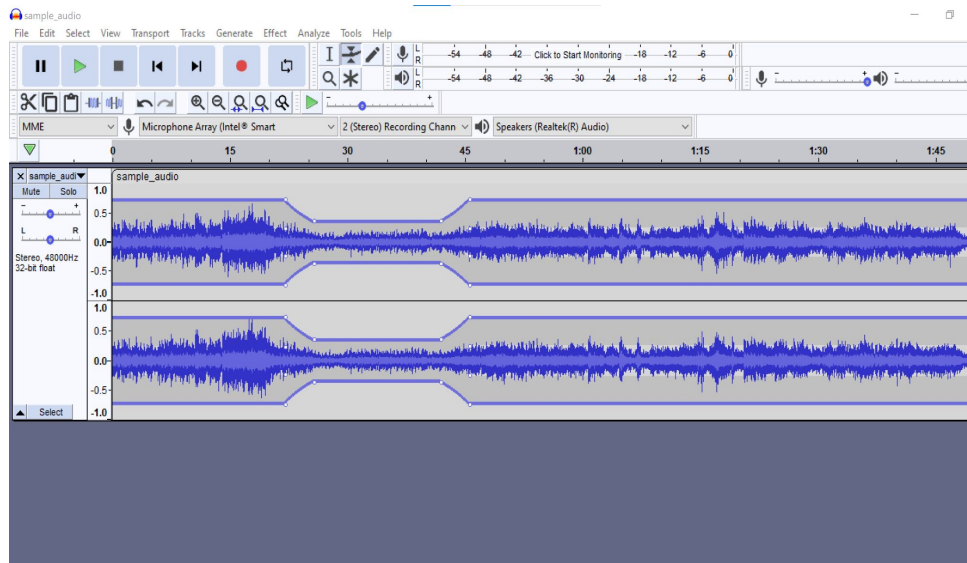 sample_audio
File Edit Select View Transport Tracks Generate Effect Analyze Tools Help
L R -54 -48 -42 Click to Start Monitoring -18 -12 -6 0
L R -54 -48 -42 -36 -30 -24 -18 -12 -6 0
- +
- +
MME Microphone Array (Intel® Smart 2 (Stereo) Recording Chann Speakers (Realtek(R) Audio)
0 15 30 45 1:00 1:15 1:30 1:45
X sample_audi sample_audio
Mute Solo
- +
L R
Stereo, 48000Hz
32-bit float
Select
1.0
0.5
0.0
-0.5
-1.0
1.0
0.5
0.0
-0.5
-1.0